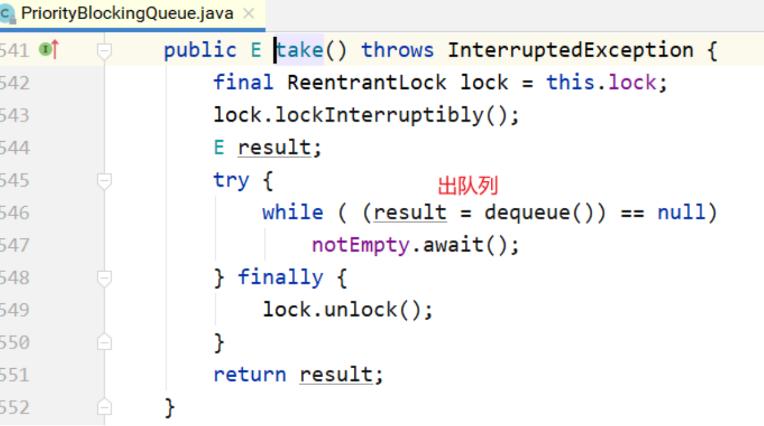 PriorityBlockingQueue.java ×
541 public E take() throws InterruptedException {
542 final ReentrantLock lock = this.lock;
543 lock.lockInterruptibly();
544 E result;
545 try { 出队列
546 while ( (result = dequeue()) == null)
547 notEmpty.await();
548 } finally {
549 lock.unlock();
550 }
551 return result;
552 }